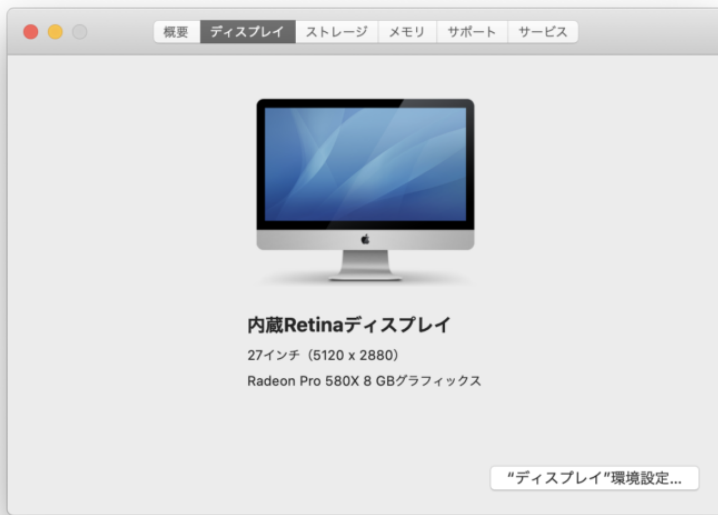 概要 ディスプレイ ストレージ メモリ サポート サービス
内蔵Retinaディスプレイ
27インチ（5120 x 2880）
Radeon Pro 580X 8 GBグラフィックス
“ディスプレイ”環境設定...